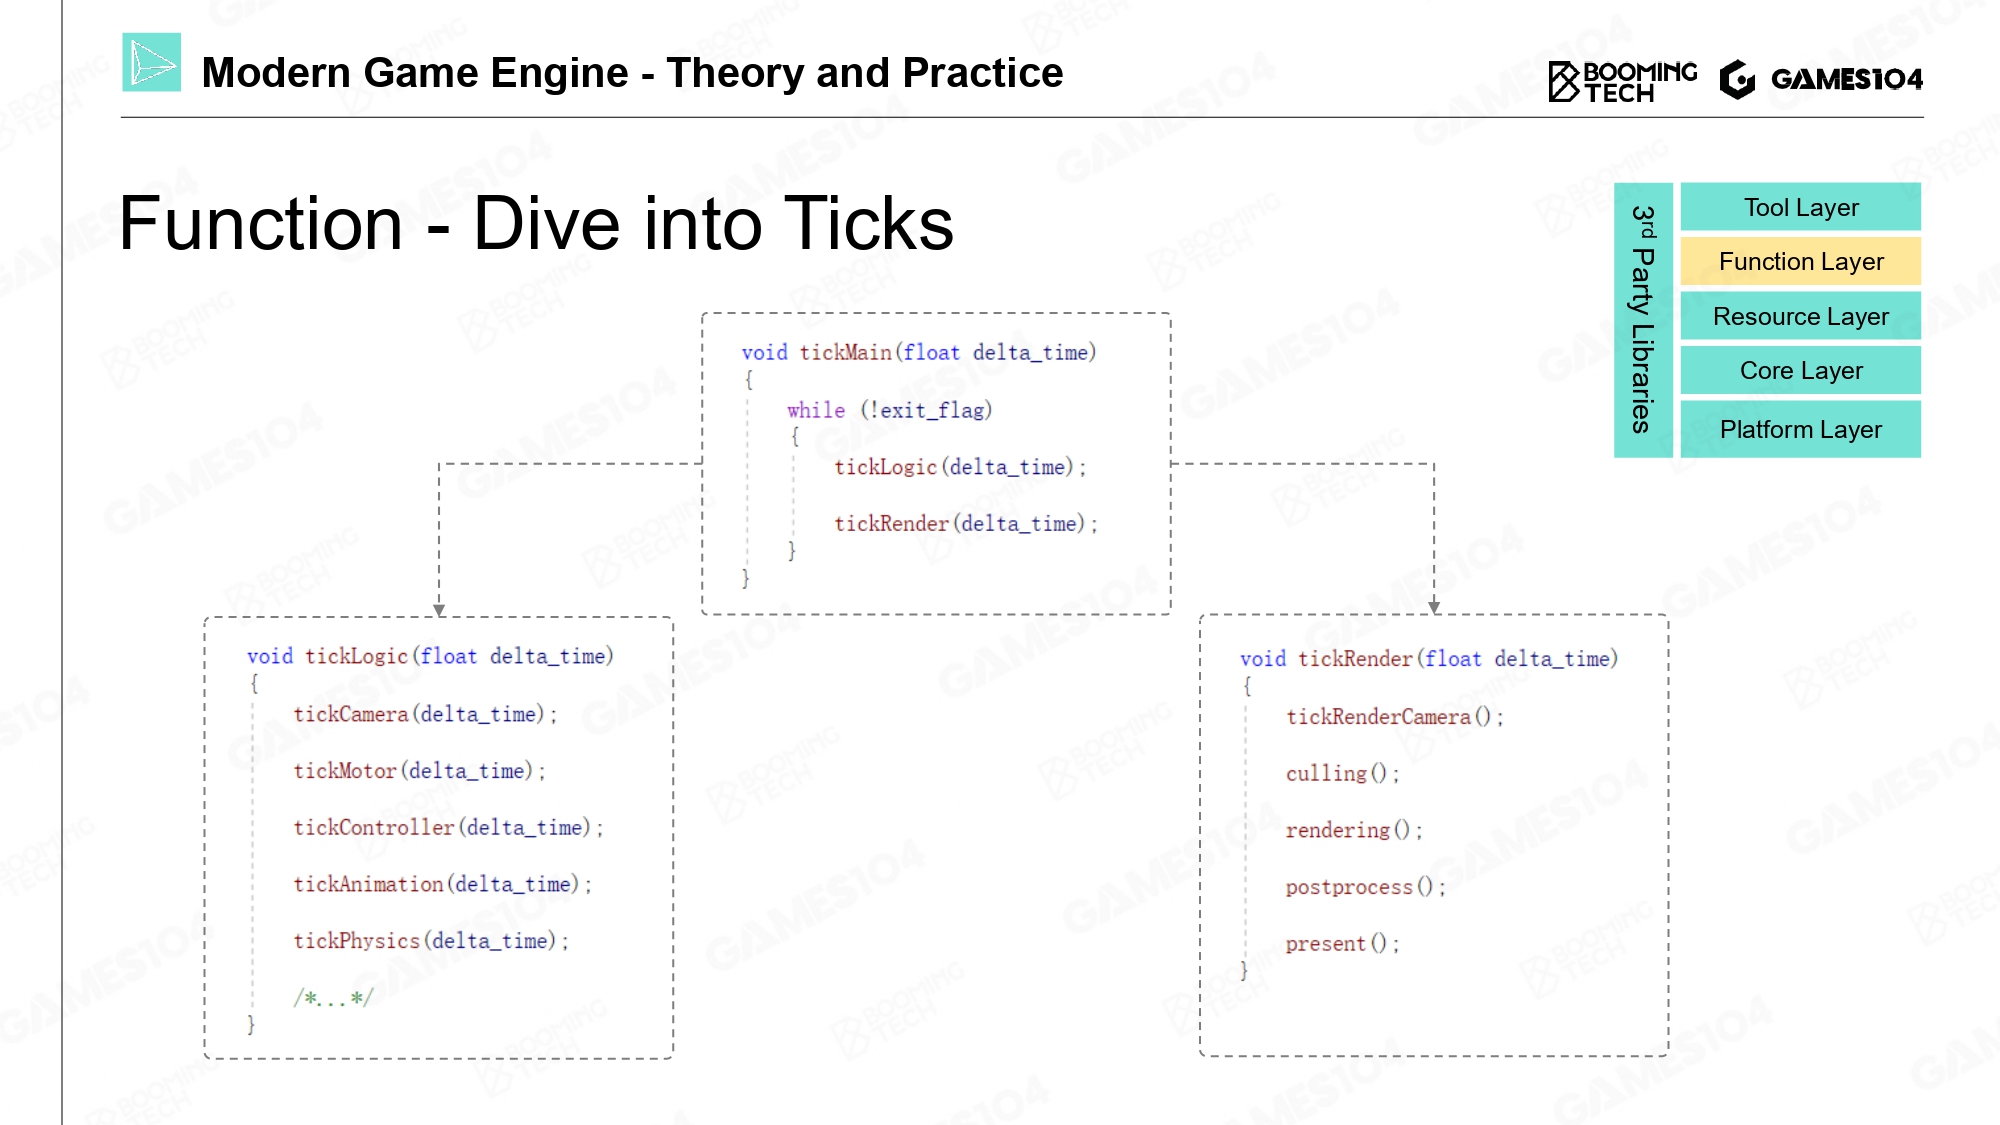 Modern Game Engine - Theory and Practice
BOOMING
TECH
GAMES104
Function - Dive into Ticks
3rd Party Libraries
Tool Layer
Function Layer
Resource Layer
Core Layer
Platform Layer
void tickMain(float delta_time)
{
while (!exit_flag)
{
tickLogic(delta_time);
tickRender(delta_time);
}
}
void tickLogic(float delta_time)
{
tickCamera(delta_time);
tickMotor(delta_time);
tickController(delta_time);
tickAnimation(delta_time);
tickPhysics(delta_time);
/*...*/
}
void tickRender(float delta_time)
{
tickRenderCamera();
culling();
rendering();
postprocess();
present();
}